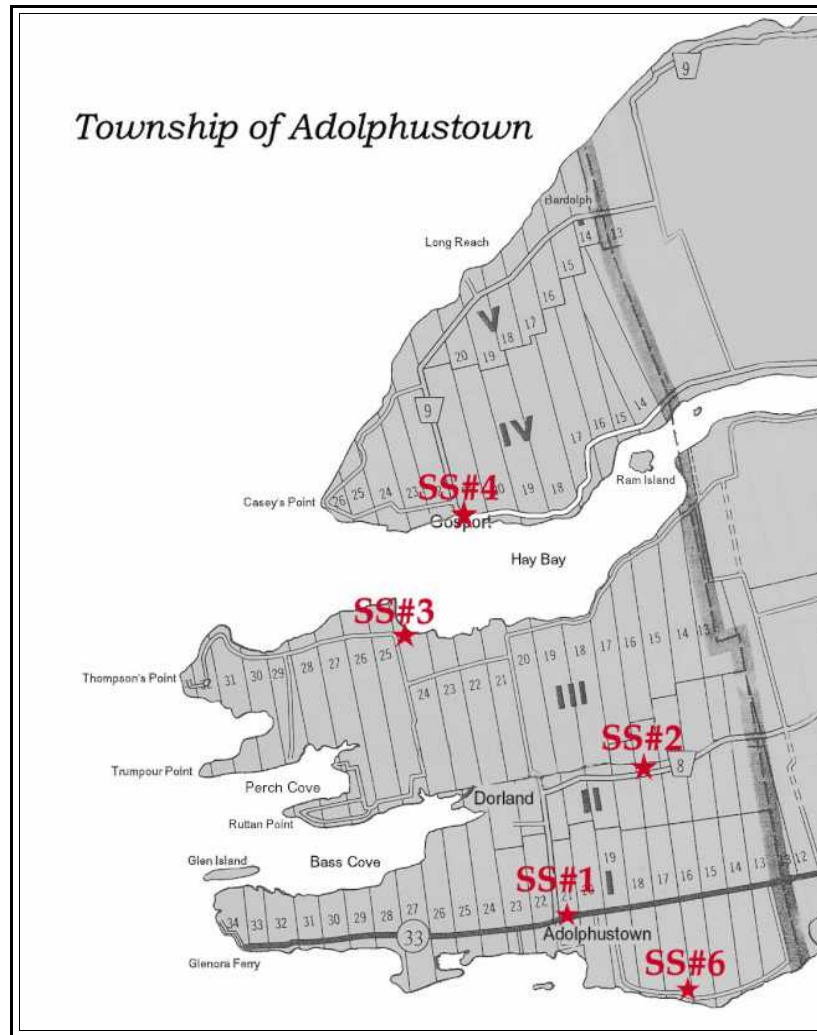 9
Township of Adolphustown
Bardolph
14 13
Long Reach
15
16
V
17
18
20 19
9
IV
14
15
16
17
Casey's Point
26 25 24 23
SS#4
20 19 18
Ram Island
Gosport
Hay Bay
SS#3
13
14
15
16
17
18
19
20
25
26
27
28
29
30
31
32
24 23 22 21
Thompson's Point
III
SS#2
8
Trumpour Point
Perch Cove
Dorland
II
Ruttan Point
Bass Cove
Glen Island
19
I
SS#1
18 17 16 15 14 13 12
34 33 32 31 30 29 28 27 26 25 24 23 22 21 20
33
Adolphustown
Glenora Ferry
SS#6